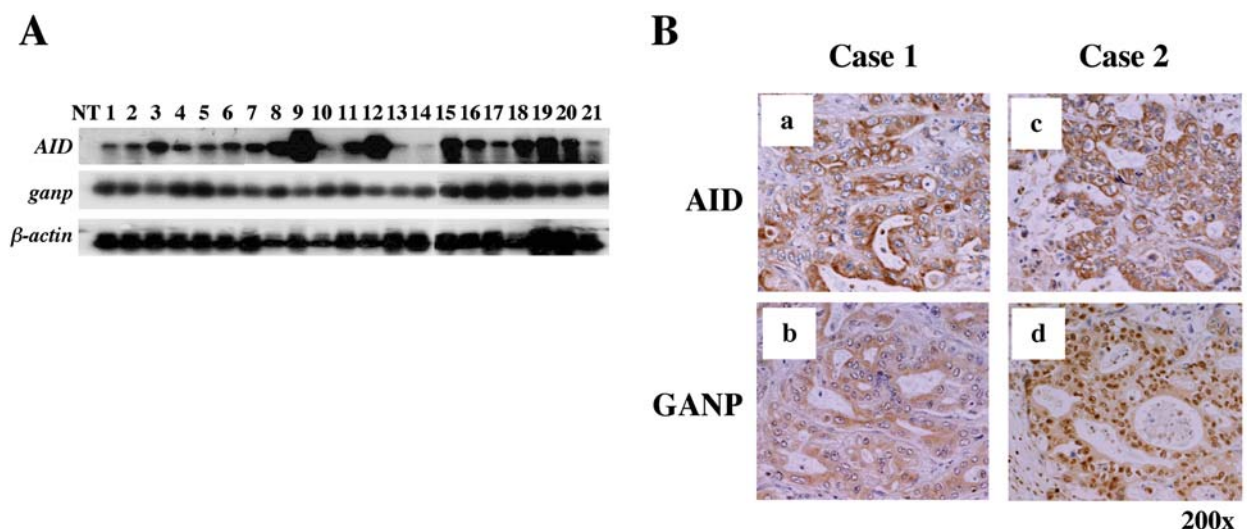 A
NT 1 2 3 4 5 6 7 8 9 10 11 12 13 14 15 16 17 18 19 20 21
AID
ganp
β-actin
B
Case 1 Case 2
a c
AID
b d
GANP
200x